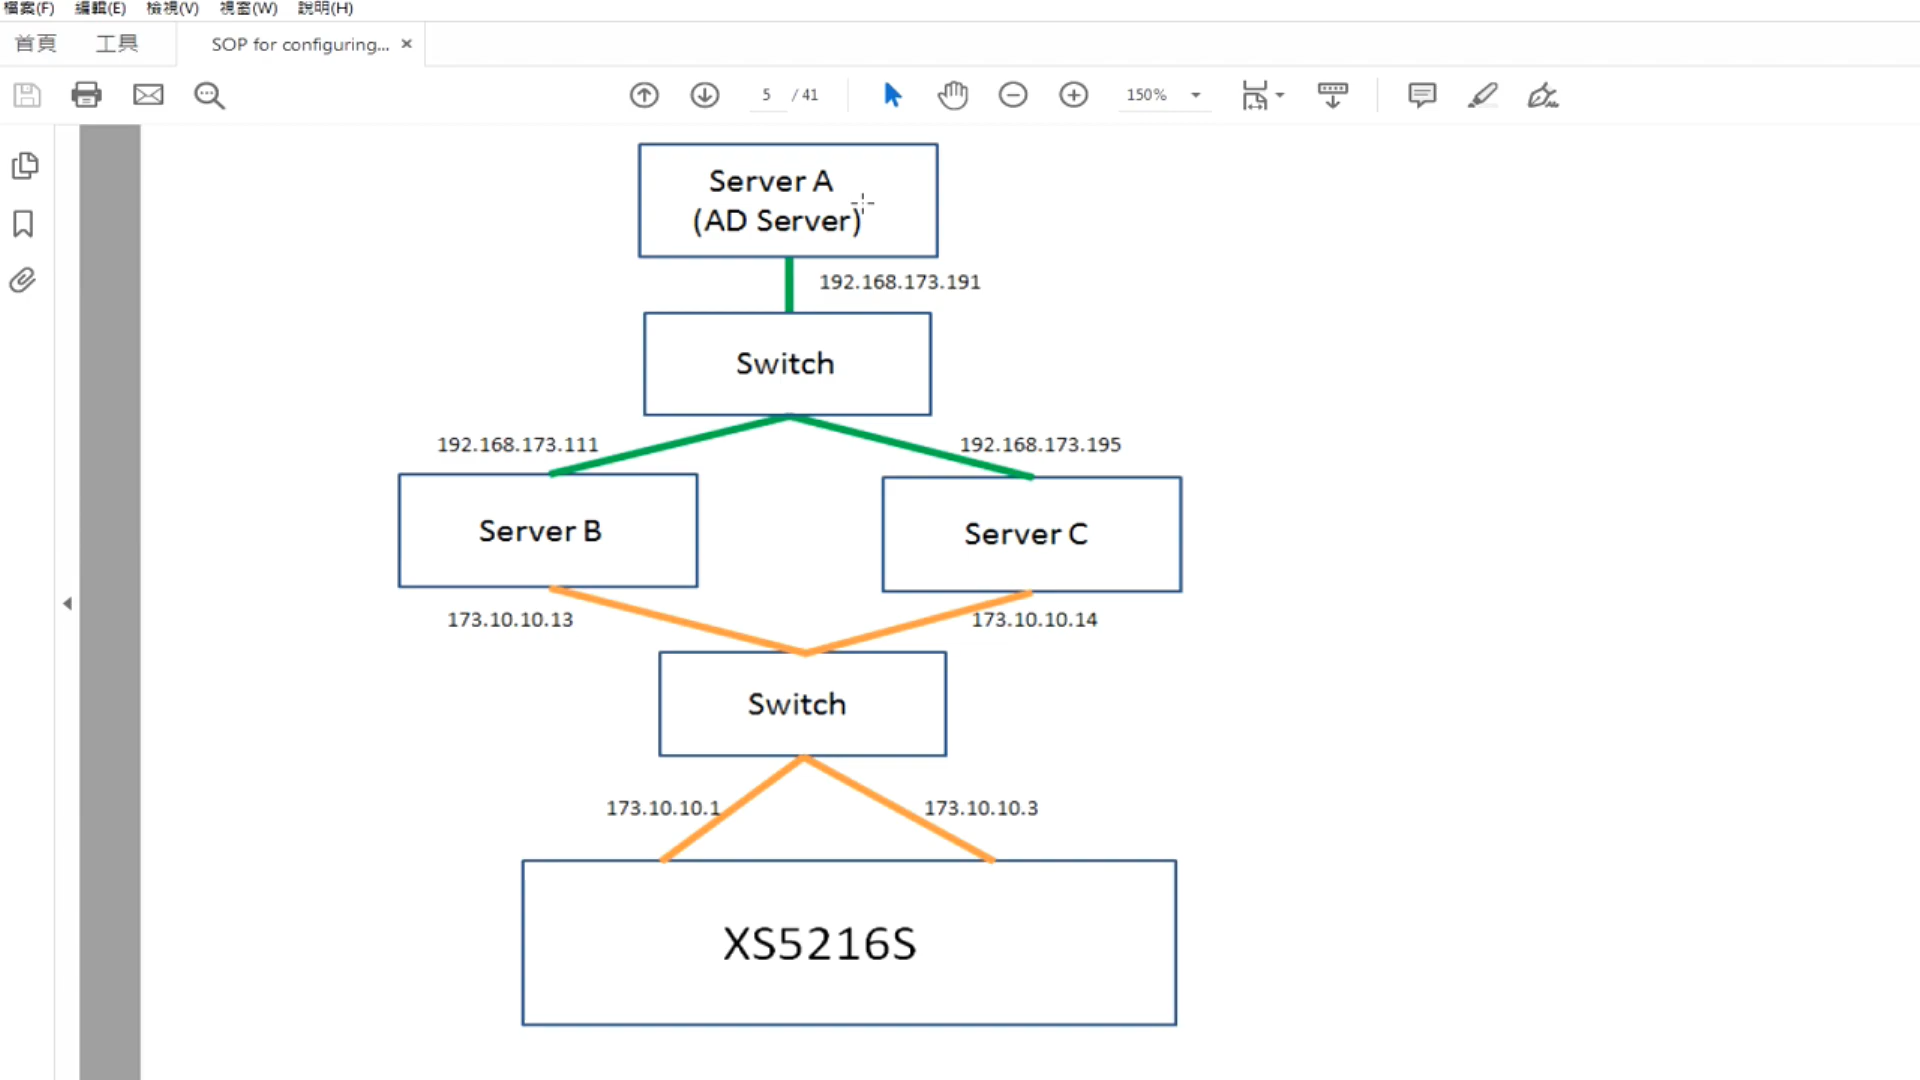 檔案(F) 編輯(E) 檢視(V) 視窗(W) 說明(H)
首頁 工具 SOP for configuring... ×
5 / 41 150%
Server A
(AD Server)
192.168.173.191
Switch
192.168.173.111 192.168.173.195
Server B Server C
173.10.10.13 173.10.10.14
Switch
173.10.10.1 173.10.10.3
XS5216S